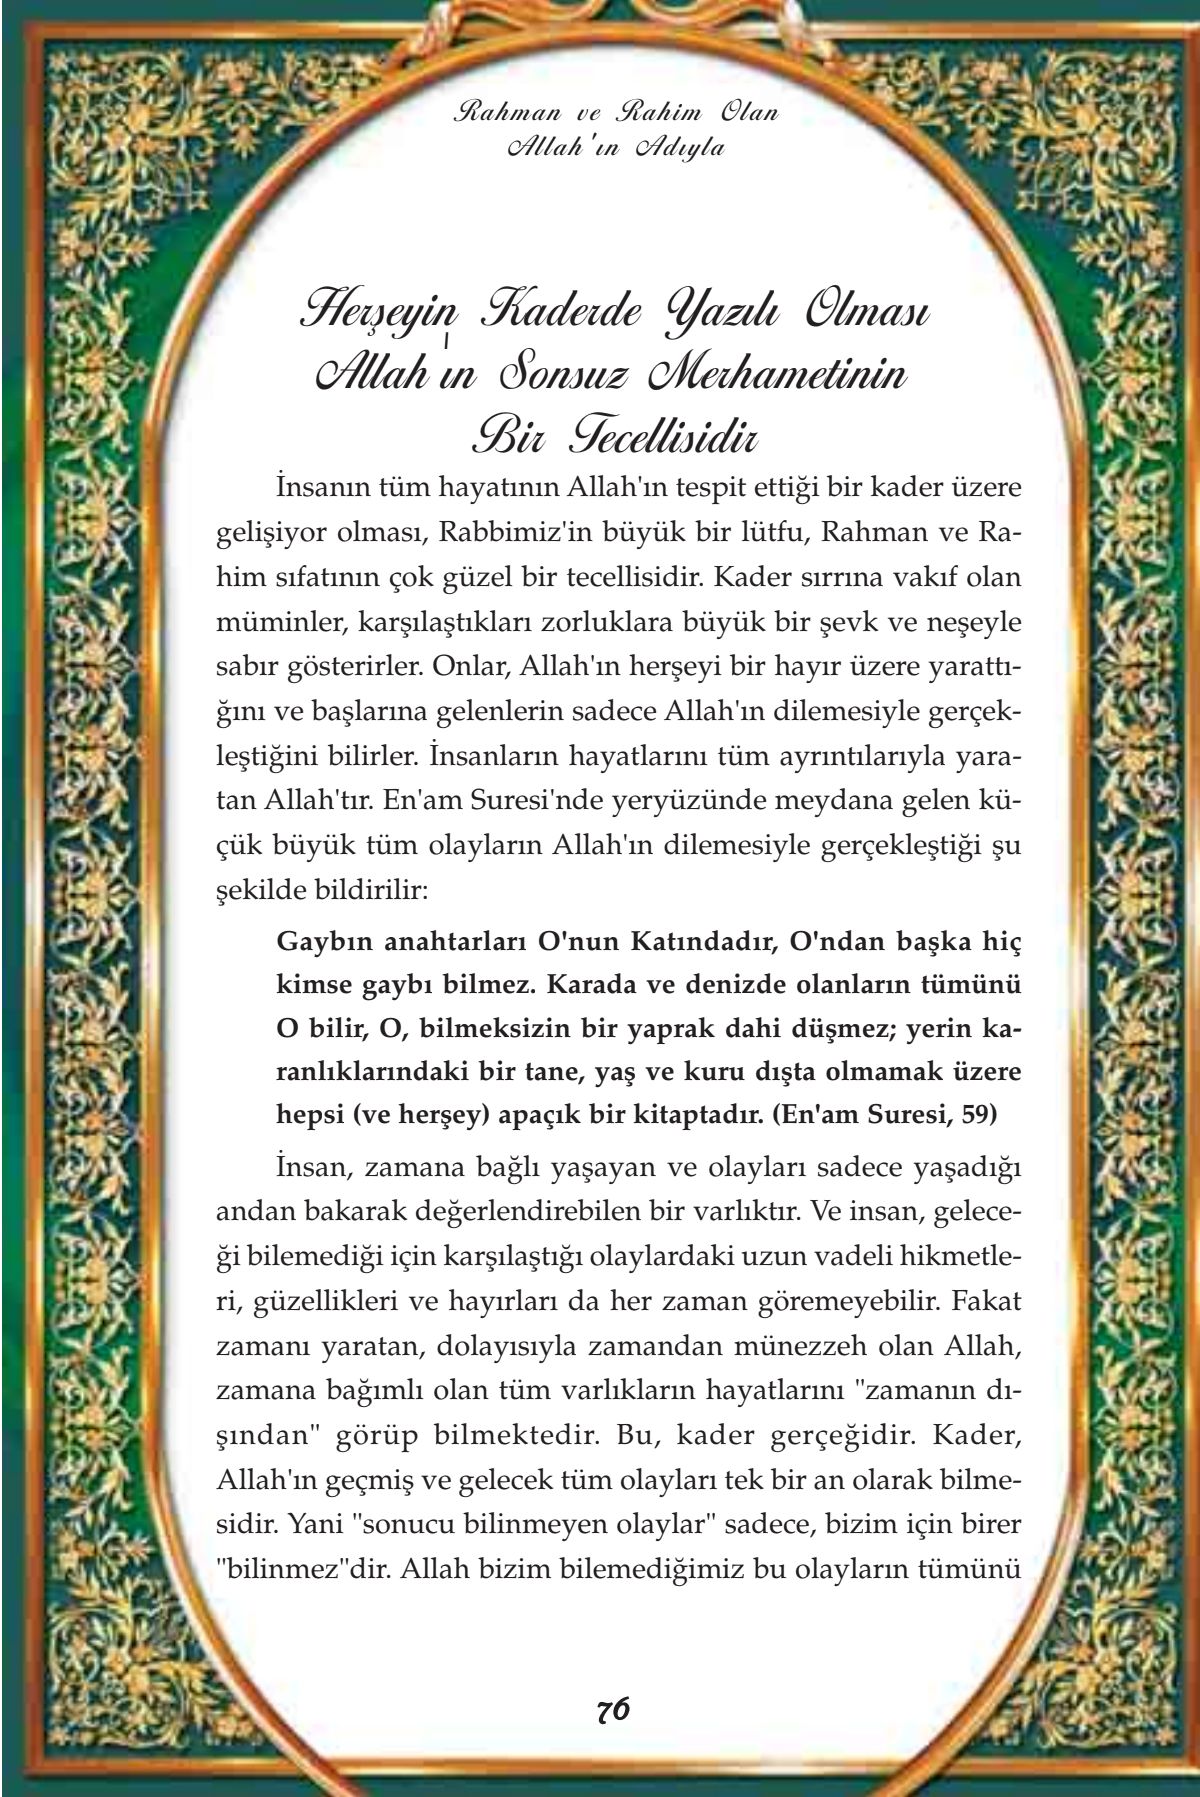 Rahman ve Rahim Olan
Allah'ın Adıyla
Herşeyin Kaderde Yazılı Olması
Allah'ın Sonsuz Merhametinin
Bir Tecellisidir
İnsanın tüm hayatının Allah'ın tespit ettiği bir kader üzere
gelişiyor olması, Rabbimiz'in büyük bir lütfu, Rahman ve Ra-
him sıfatının çok güzel bir tecellisidir. Kader sırrına vakıf olan
müminler, karşılaştıkları zorluklara büyük bir şevk ve neşeyle
sabır gösterirler. Onlar, Allah'ın herşeyi bir hayır üzere yarattı-
ğını ve başlarına gelenlerin sadece Allah'ın dilemesiyle gerçek-
leştiğini bilirler. İnsanların hayatlarını tüm ayrıntılarıyla yara-
tan Allah'tır. En'am Suresi'nde yeryüzünde meydana gelen kü-
çük büyük tüm olayların Allah'ın dilemesiyle gerçekleştiği şu
şekilde bildirilir:
Gaybın anahtarları O'nun Katındadır, O'ndan başka hiç
kimse gaybı bilmez. Karada ve denizde olanların tümünü
O bilir, O, bilmeksizin bir yaprak dahi düşmez; yerin ka-
ranlıklarındaki bir tane, yaş ve kuru dışta olmamak üzere
hepsi (ve herşey) apaçık bir kitaptadır. (En'am Suresi, 59)
İnsan, zamana bağlı yaşayan ve olayları sadece yaşadığı
andan bakarak değerlendirebilen bir varlıktır. Ve insan, gelece-
ği bilemediği için karşılaştığı olaylardaki uzun vadeli hikmetle-
ri, güzellikleri ve hayırları da her zaman göremeyebilir. Fakat
zamanı yaratan, dolayısıyla zamandan münezzeh olan Allah,
zamana bağımlı olan tüm varlıkların hayatlarını "zamanın dı-
şından" görüp bilmektedir. Bu, kader gerçeğidir. Kader,
Allah'ın geçmiş ve gelecek tüm olayları tek bir an olarak bilme-
sidir. Yani "sonucu bilinmeyen olaylar" sadece, bizim için birer
"bilinmez"dir. Allah bizim bilemediğimiz bu olayların tümünü
76